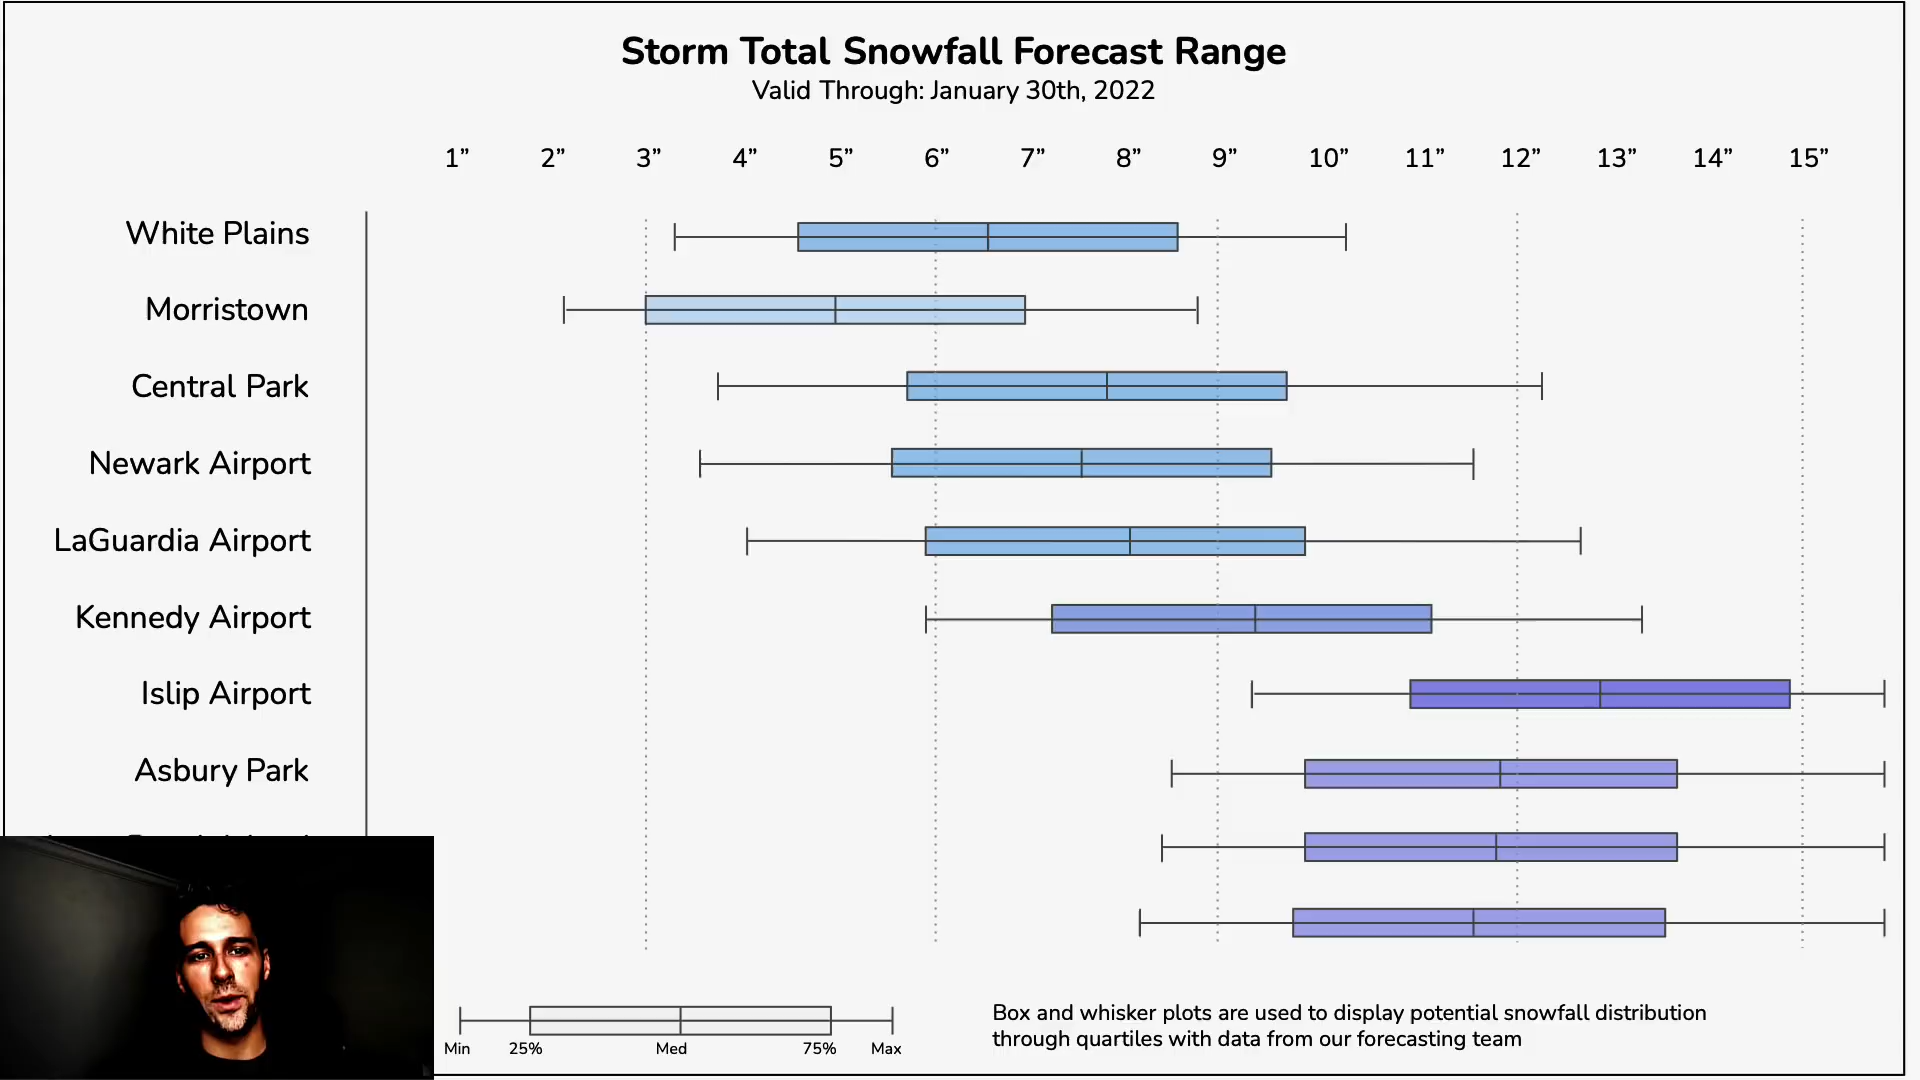 Storm Total Snowfall Forecast Range
Valid Through: January 30th, 2022
1” 2” 3” 4” 5” 6” 7” 8” 9” 10” 11” 12” 13” 14” 15”
White Plains
Morristown
Central Park
Newark Airport
LaGuardia Airport
Kennedy Airport
Islip Airport
Asbury Park
Min 25% Med 75% Max
Box and whisker plots are used to display potential snowfall distribution
through quartiles with data from our forecasting team